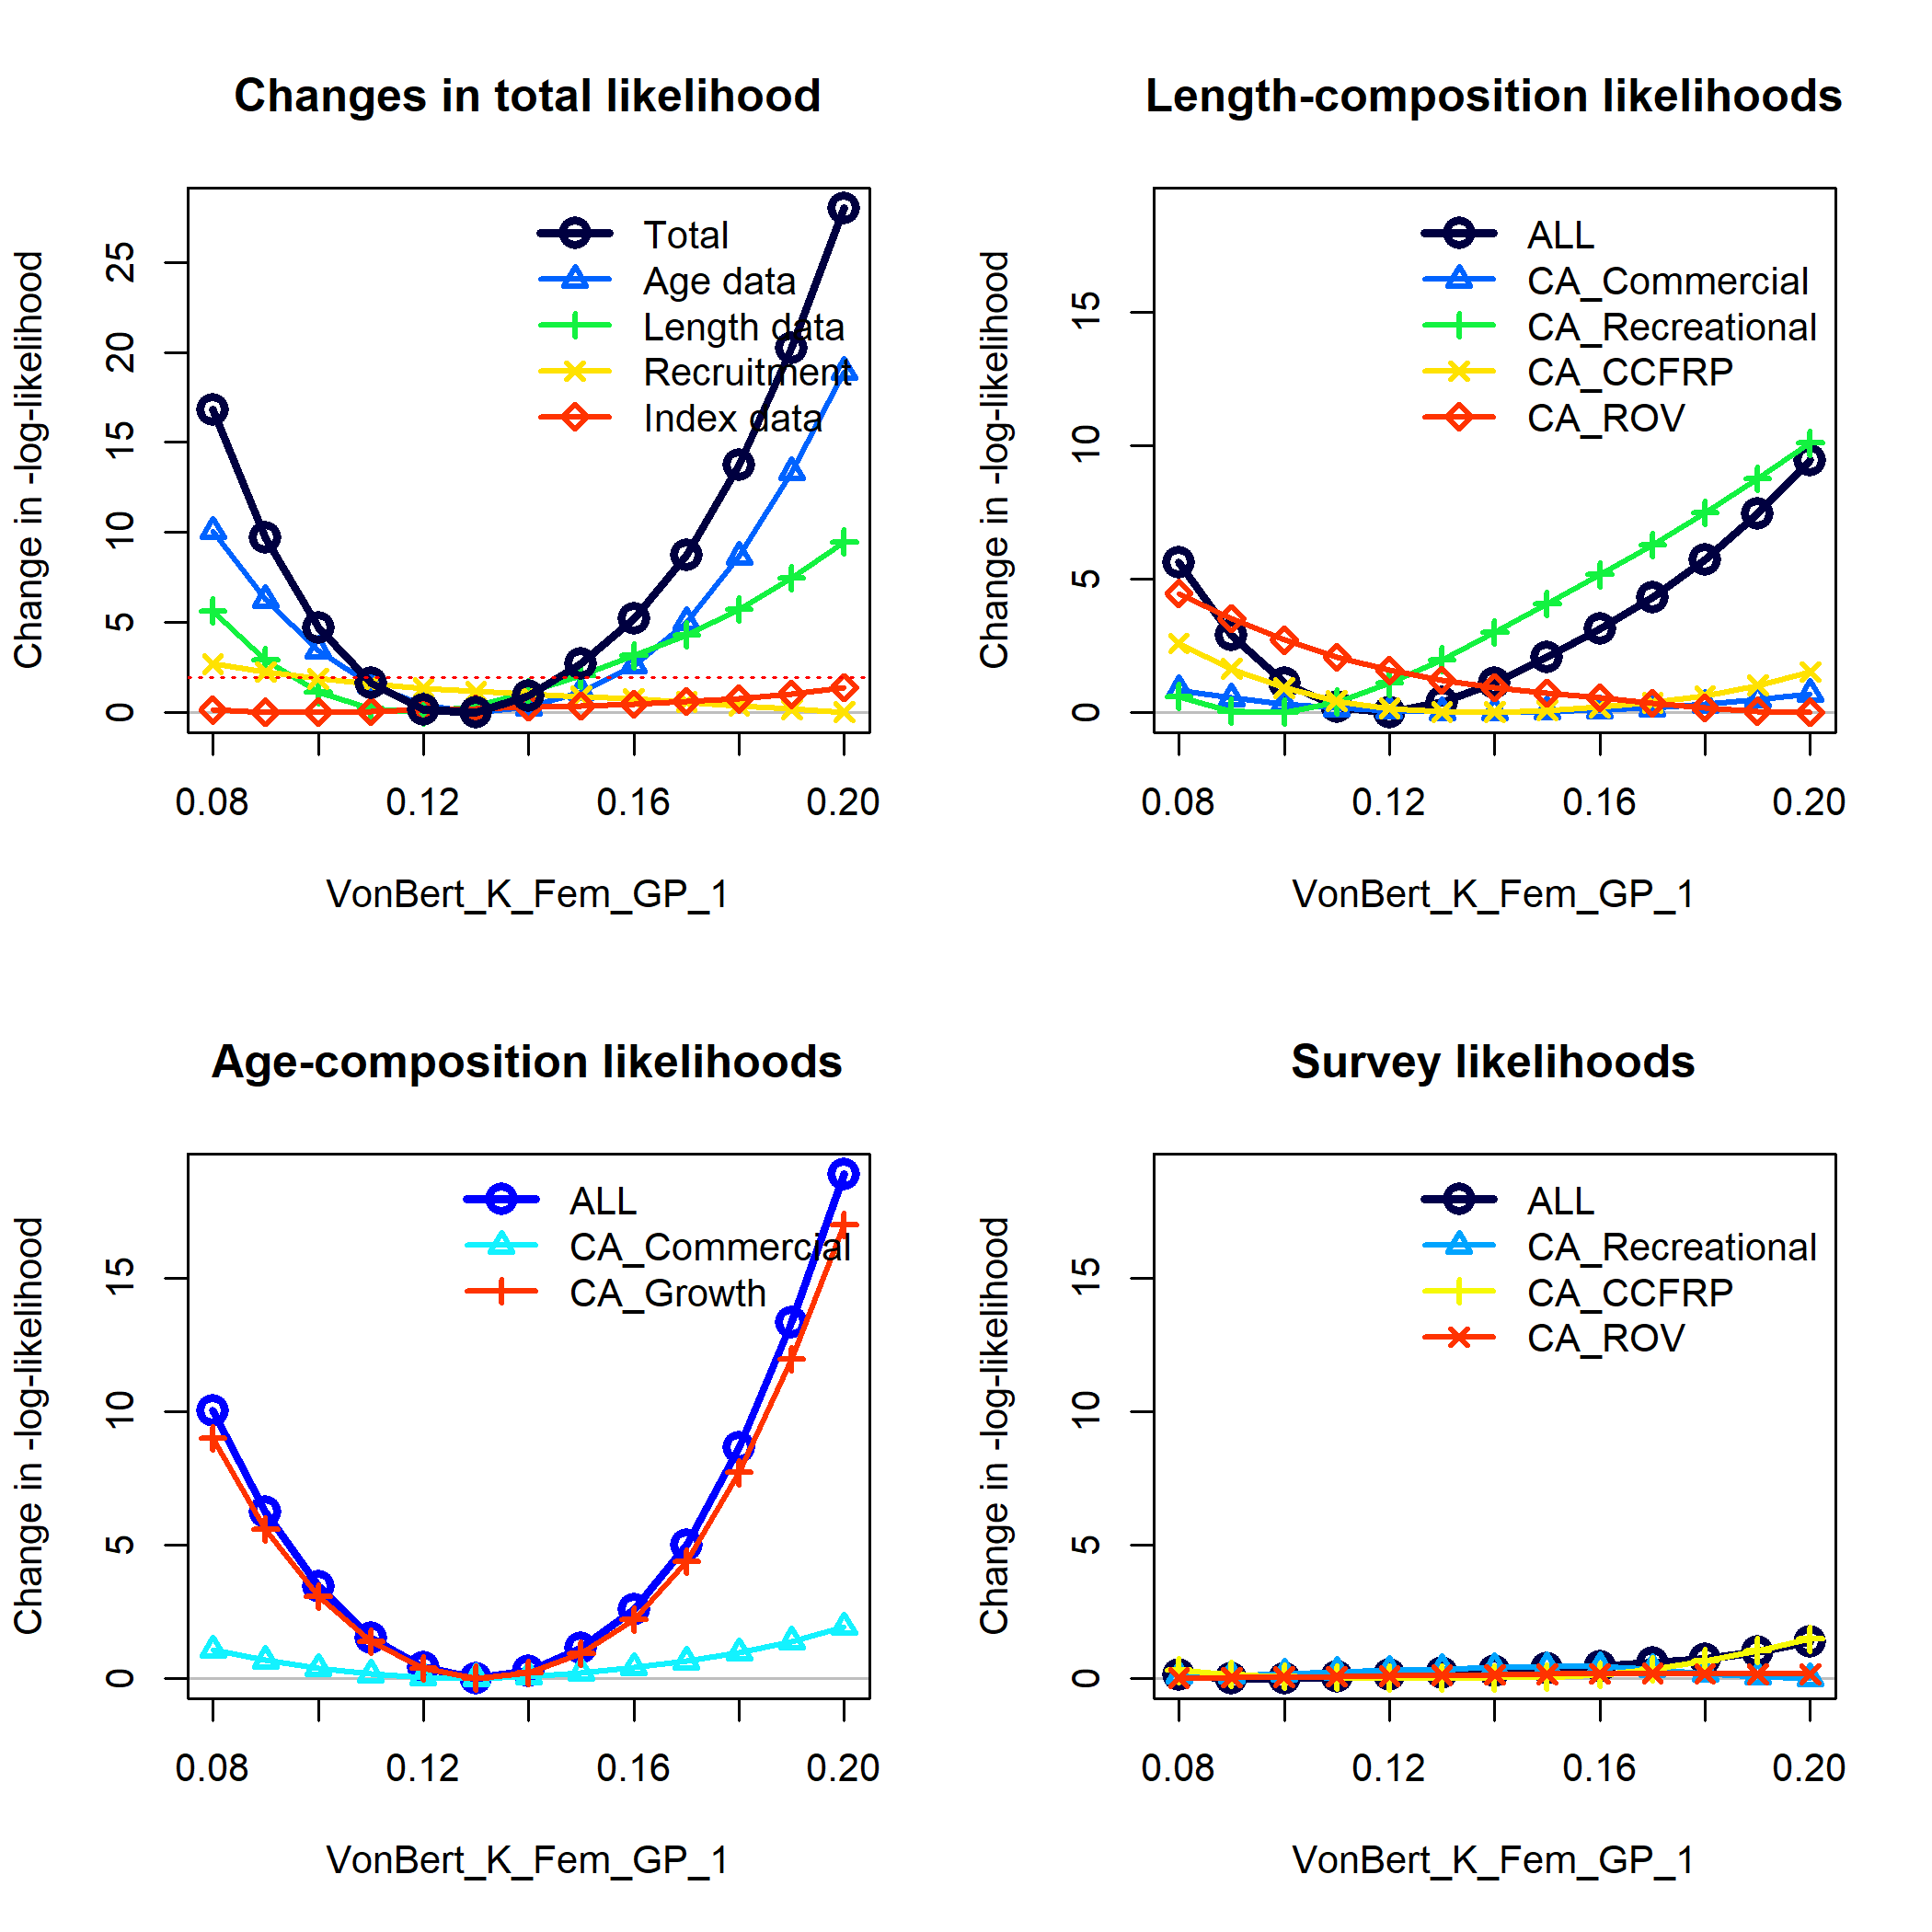 Changes in total likelihood
Change in -log-likelihood
25
20
15
10
5
0
Total
Age data
Length data
Recruitment
Index data
0.08 0.12 0.16 0.20
VonBert_K_Fem_GP_1
Length-composition likelihoods
Change in -log-likelihood
15
10
5
0
ALL
CA_Commercial
CA_Recreational
CA_CCFRP
CA_ROV
0.08 0.12 0.16 0.20
VonBert_K_Fem_GP_1
Age-composition likelihoods
Change in -log-likelihood
15
10
5
0
ALL
CA_Commercial
CA_Growth
0.08 0.12 0.16 0.20
VonBert_K_Fem_GP_1
Survey likelihoods
Change in -log-likelihood
15
10
5
0
ALL
CA_Recreational
CA_CCFRP
CA_ROV
0.08 0.12 0.16 0.20
VonBert_K_Fem_GP_1